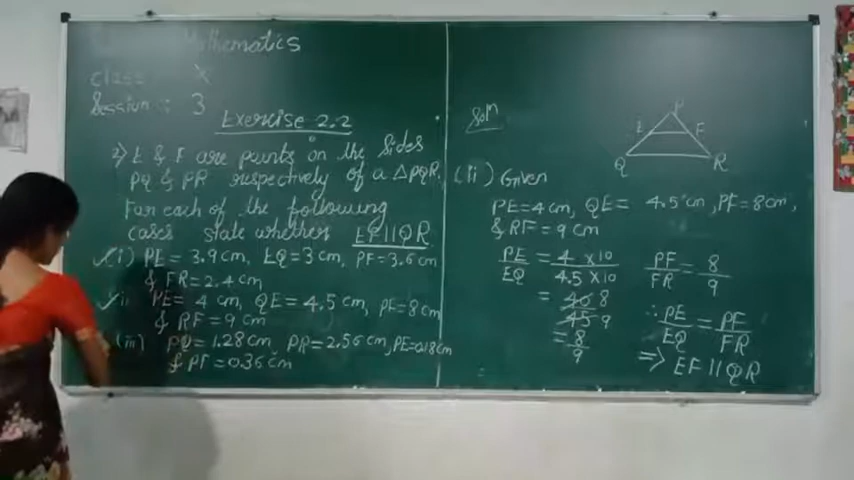 Mathematics
Class X
Session : 3
Exercise 2.2
2) E & F are points on the sides
PQ & PR respectively of a △PQR.
For each of the following
cases state whether EF||QR
(i) PE = 3.9 cm, EQ = 3 cm, PF = 3.6 cm
& FR = 2.4 cm
ii PE = 4 cm, QE = 4.5 cm, PF = 8 cm
& RF = 9 cm
(iii) PQ = 1.28 cm, PR = 2.56 cm, PE = 0.18 cm
& PF = 0.36 cm
Soln
P
E F
Q R
(ii) Given
PE = 4 cm, QE = 4.5 cm, PF = 8 cm,
& RF = 9 cm
PE/EQ = 4 × 10/4.5 × 10 PF/FR = 8/9
= 40 8/45 9 ∴ PE/EQ = PF/FR
= 8/9 ⇒ EF || QR